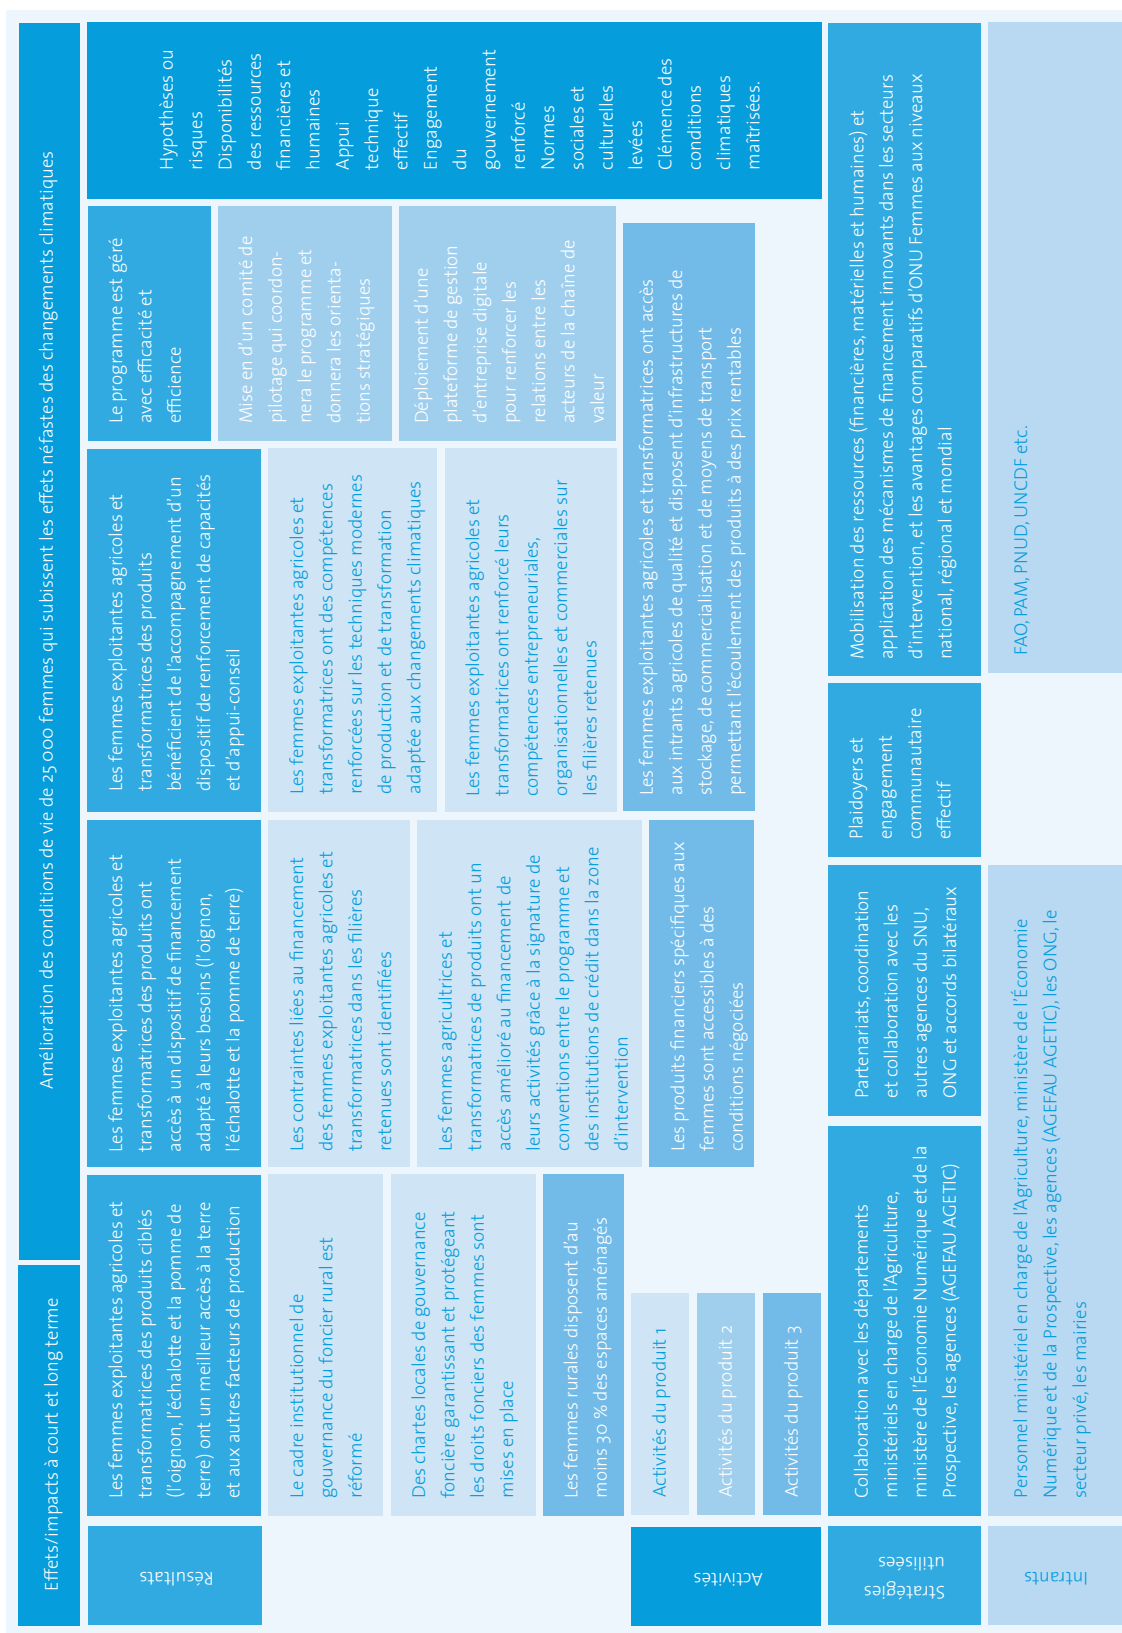 Effets/impacts à court et long terme
Amélioration des conditions de vie de 25 000 femmes qui subissent les effets néfastes des changements climatiques
Résultats
Les femmes exploitantes agricoles et
transformatrices des produits ciblés
(l'oignon, l'échalotte et la pomme de
terre) ont un meilleur accès à la terre
et aux autres facteurs de production
Les femmes exploitantes agricoles et
transformatrices des produits ont
accès à un dispositif de financement
adapté à leurs besoins (l'oignon,
l'échalotte et la pomme de terre)
Les femmes exploitantes agricoles et
transformatrices des produits
bénéficient de l'accompagnement d'un
dispositif de renforcement de capacités
et d'appui-conseil
Le programme est géré
avec efficacité et
efficience
Hypothèses ou
risques
Disponibilités
des ressources
financières et
humaines
Appui
technique
effectif
Engagement
du
gouvernement
renforcé
Normes
sociales et
culturelles
levées
Clémence des
conditions
climatiques
maîtrisées.
Le cadre institutionnel de
gouvernance du foncier rural est
réformé
Des chartes locales de gouvernance
foncière garantissant et protégeant
les droits fonciers des femmes sont
mises en place
Les femmes rurales disposent d'au
moins 30 % des espaces aménagés
Les contraintes liées au financement
des femmes exploitantes agricoles et
transformatrices dans les filières
retenues sont identifiées
Les femmes agricultrices et
transformatrices de produits ont un
accès amélioré au financement de
leurs activités grâce à la signature de
conventions entre le programme et
des institutions de crédit dans la zone
d'intervention
Les produits financiers spécifiques aux
femmes sont accessibles à des
conditions négociées
Les femmes exploitantes agricoles et
transformatrices ont des compétences
renforcées sur les techniques modernes
de production et de transformation
adaptée aux changements climatiques
Les femmes exploitantes agricoles et
transformatrices ont renforcé leurs
compétences entrepreneuriales,
organisationnelles et commerciales sur
les filières retenues
Les femmes exploitantes agricoles et transformatrices ont accès
aux intrants agricoles de qualité et disposent d'infrastructures de
stockage, de commercialisation et de moyens de transport
permettant l'écoulement des produits à des prix rentables
Mise en d'un comité de
pilotage qui coordon-
nera le programme et
donnera les orienta-
tions stratégiques
Déploiement d'une
plateforme de gestion
d'entreprise digitale
pour renforcer les
relations entre les
acteurs de la chaîne de
valeur
Activités
Activités du produit 1
Activités du produit 2
Activités du produit 3
Stratégies
utilisées
Collaboration avec les départements
ministériels en charge de l'Agriculture,
ministère de l'Économie Numérique et de la
Prospective, les agences (AGEFAU AGETIC)
Partenariats, coordination
et collaboration avec les
autres agences du SNU,
ONG et accords bilatéraux
Plaidoyers et
engagement
communautaire
effectif
Mobilisation des ressources (financières, matérielles et humaines) et
application des mécanismes de financement innovants dans les secteurs
d'intervention, et les avantages comparatifs d'ONU Femmes aux niveaux
national, régional et mondial
Intrants
Personnel ministériel en charge de l'Agriculture, ministère de l'Économie
Numérique et de la Prospective, les agences (AGEFAU AGETIC), les ONG, le
secteur privé, les mairies
FAO, PAM, PNUD, UNCDF etc.